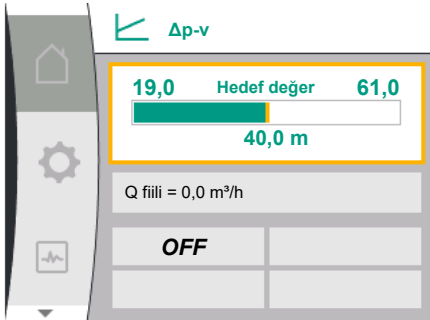 Δp-v
19,0 Hedef değer 61,0
40,0 m
Q fiili = 0,0 m³/h
OFF